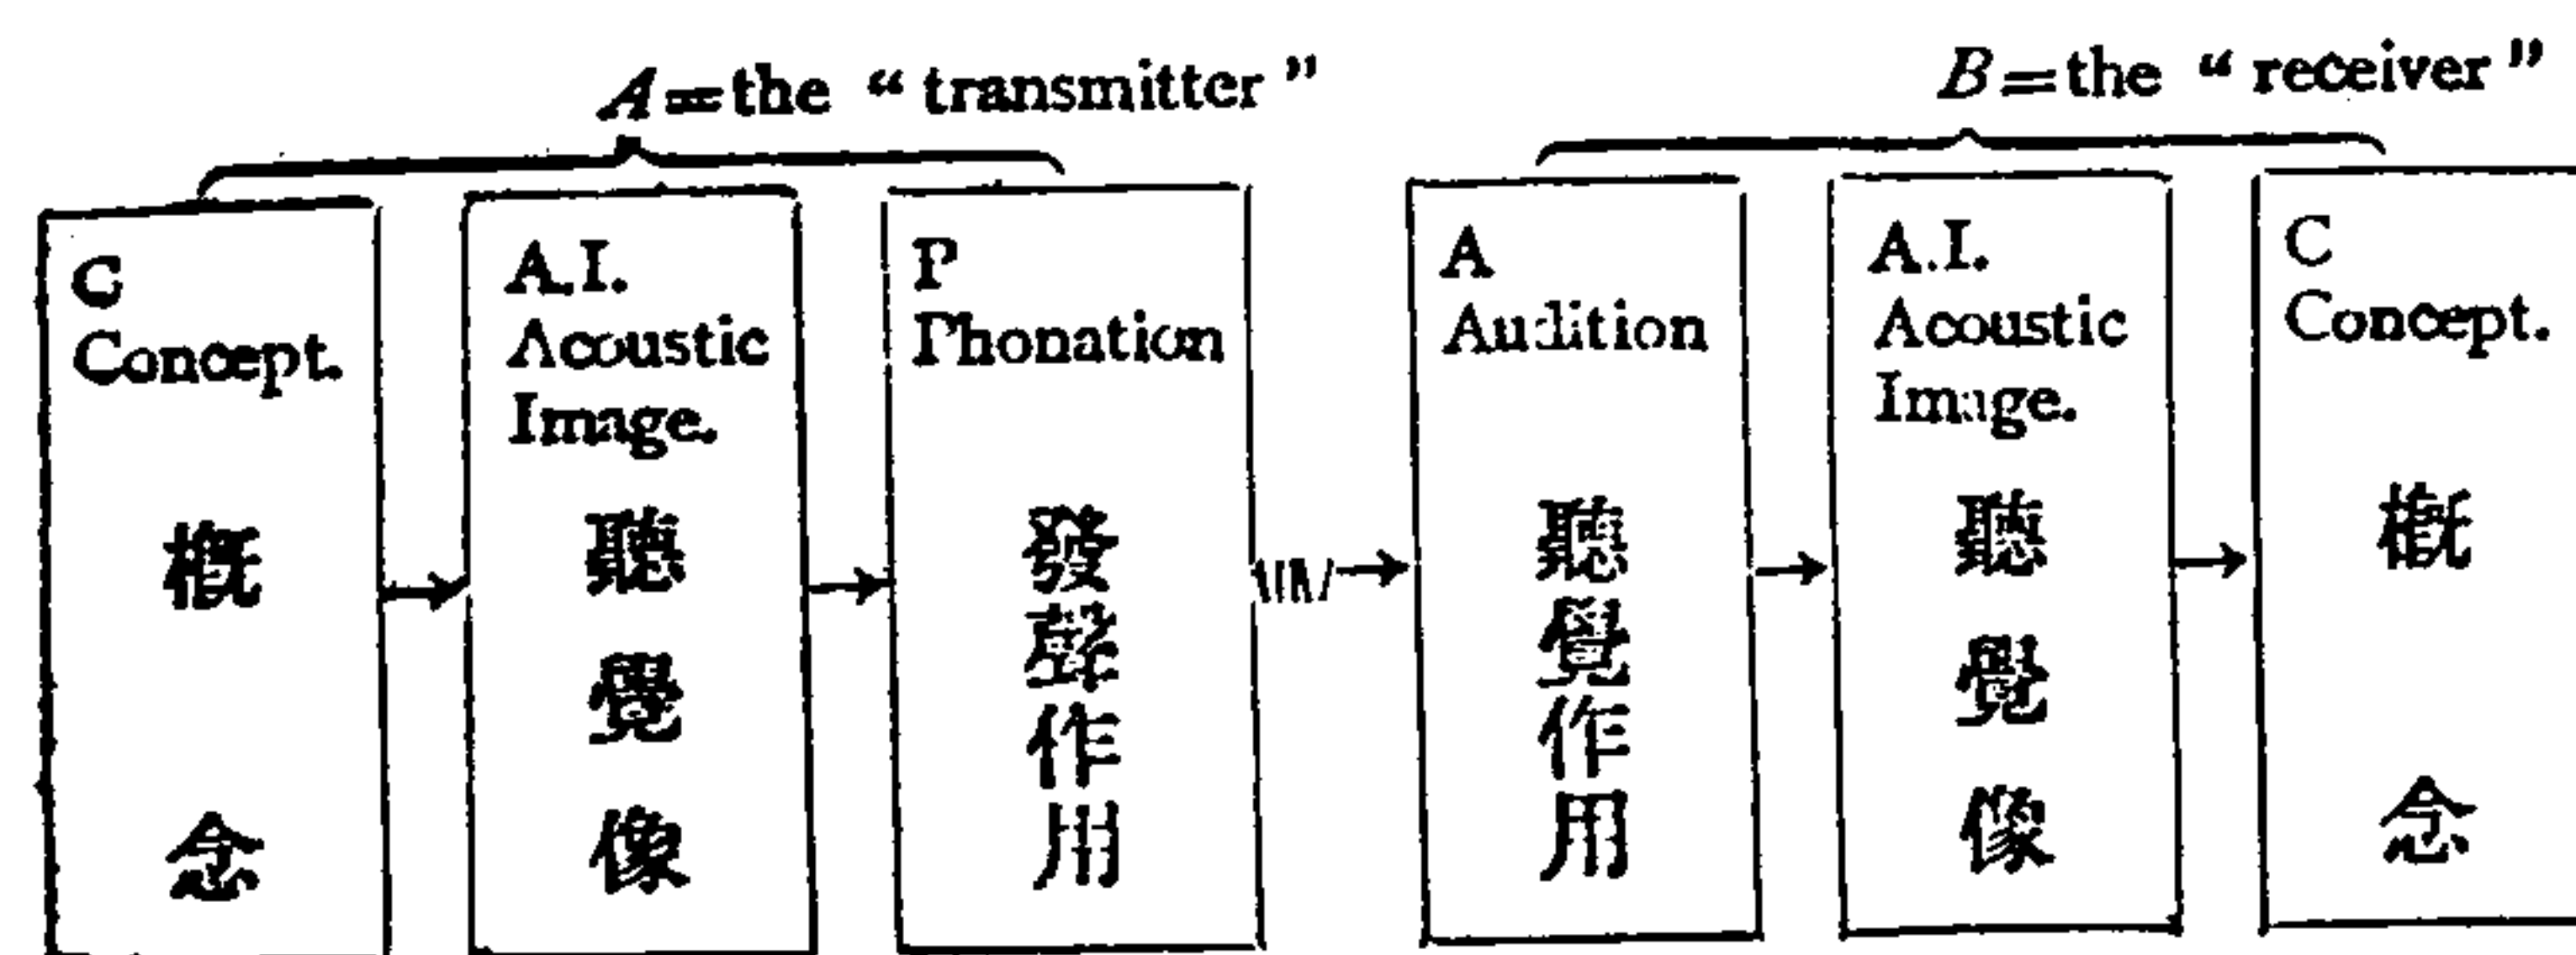 A=the “transmitter”
B=the “receiver”
C
Concept.
概念
A.I.
Acoustic
Image.
聽覺像
P
Phonation
發聲作用
A
Audition
聽覺作用
A.I.
Acoustic
Image.
聽覺像
C
Concept.
概念